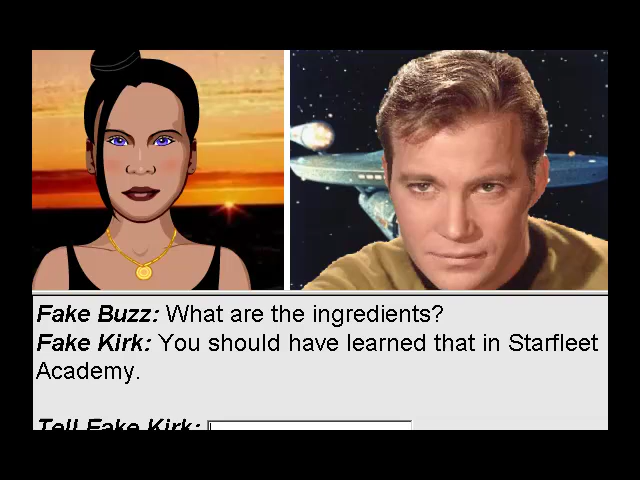 Fake Buzz: What are the ingredients?
Fake Kirk: You should have learned that in Starfleet
Academy.
Tell Fake Kirk: